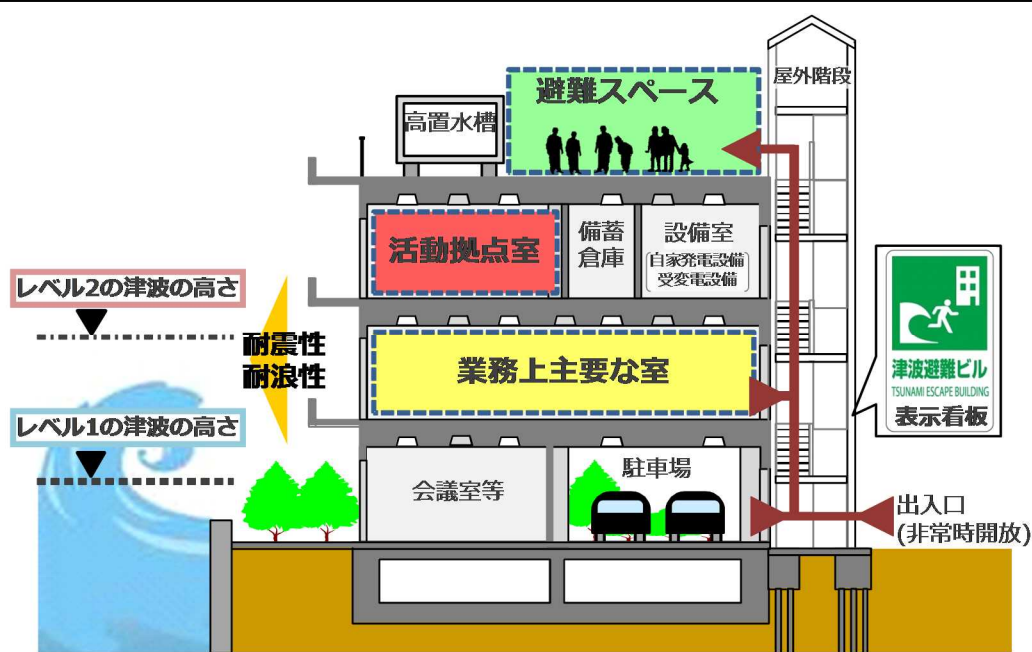 避難スペース
屋外階段
高置水槽
活動拠点室
備蓄
倉庫
設備室
自家発電設備
受変電設備
レベル2の津波の高さ
耐震性
耐浪性
業務上主要な室
津波避難ビル
TSUNAMI ESCAPE BUILDING
表示看板
レベル1の津波の高さ
会議室等
駐車場
出入口
(非常時開放)